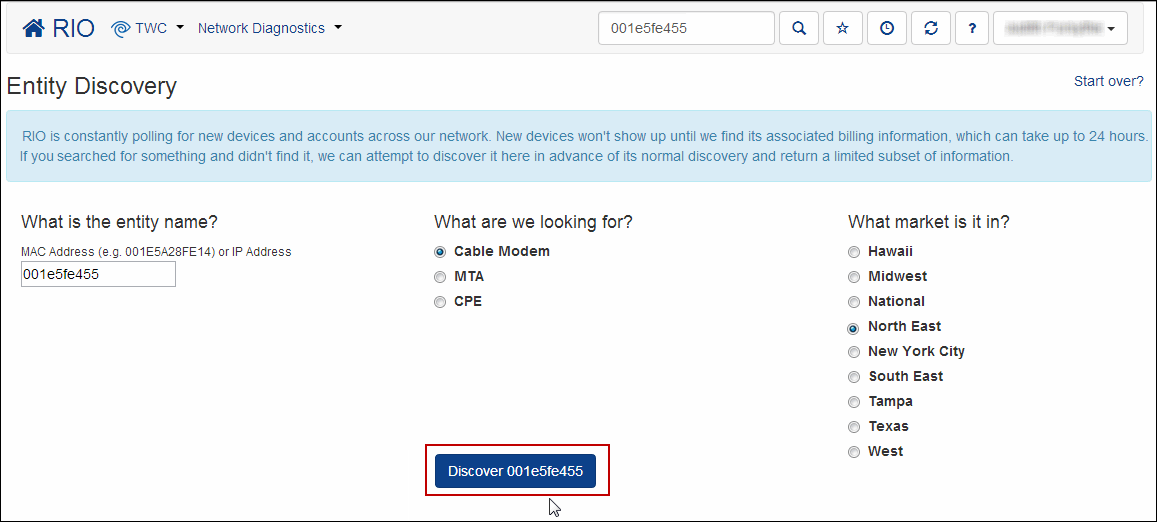 RIO TWC Network Diagnostics 001e5fe455 ?
Entity Discovery Start over?
RIO is constantly polling for new devices and accounts across our network. New devices won't show up until we find its associated billing information, which can take up to 24 hours.
If you searched for something and didn't find it, we can attempt to discover it here in advance of its normal discovery and return a limited subset of information.
What is the entity name?
MAC Address (e.g. 001E5A28FE14) or IP Address
001e5fe455
What are we looking for?
Cable Modem
MTA
CPE
Discover 001e5fe455
What market is it in?
Hawaii
Midwest
National
North East
New York City
South East
Tampa
Texas
West